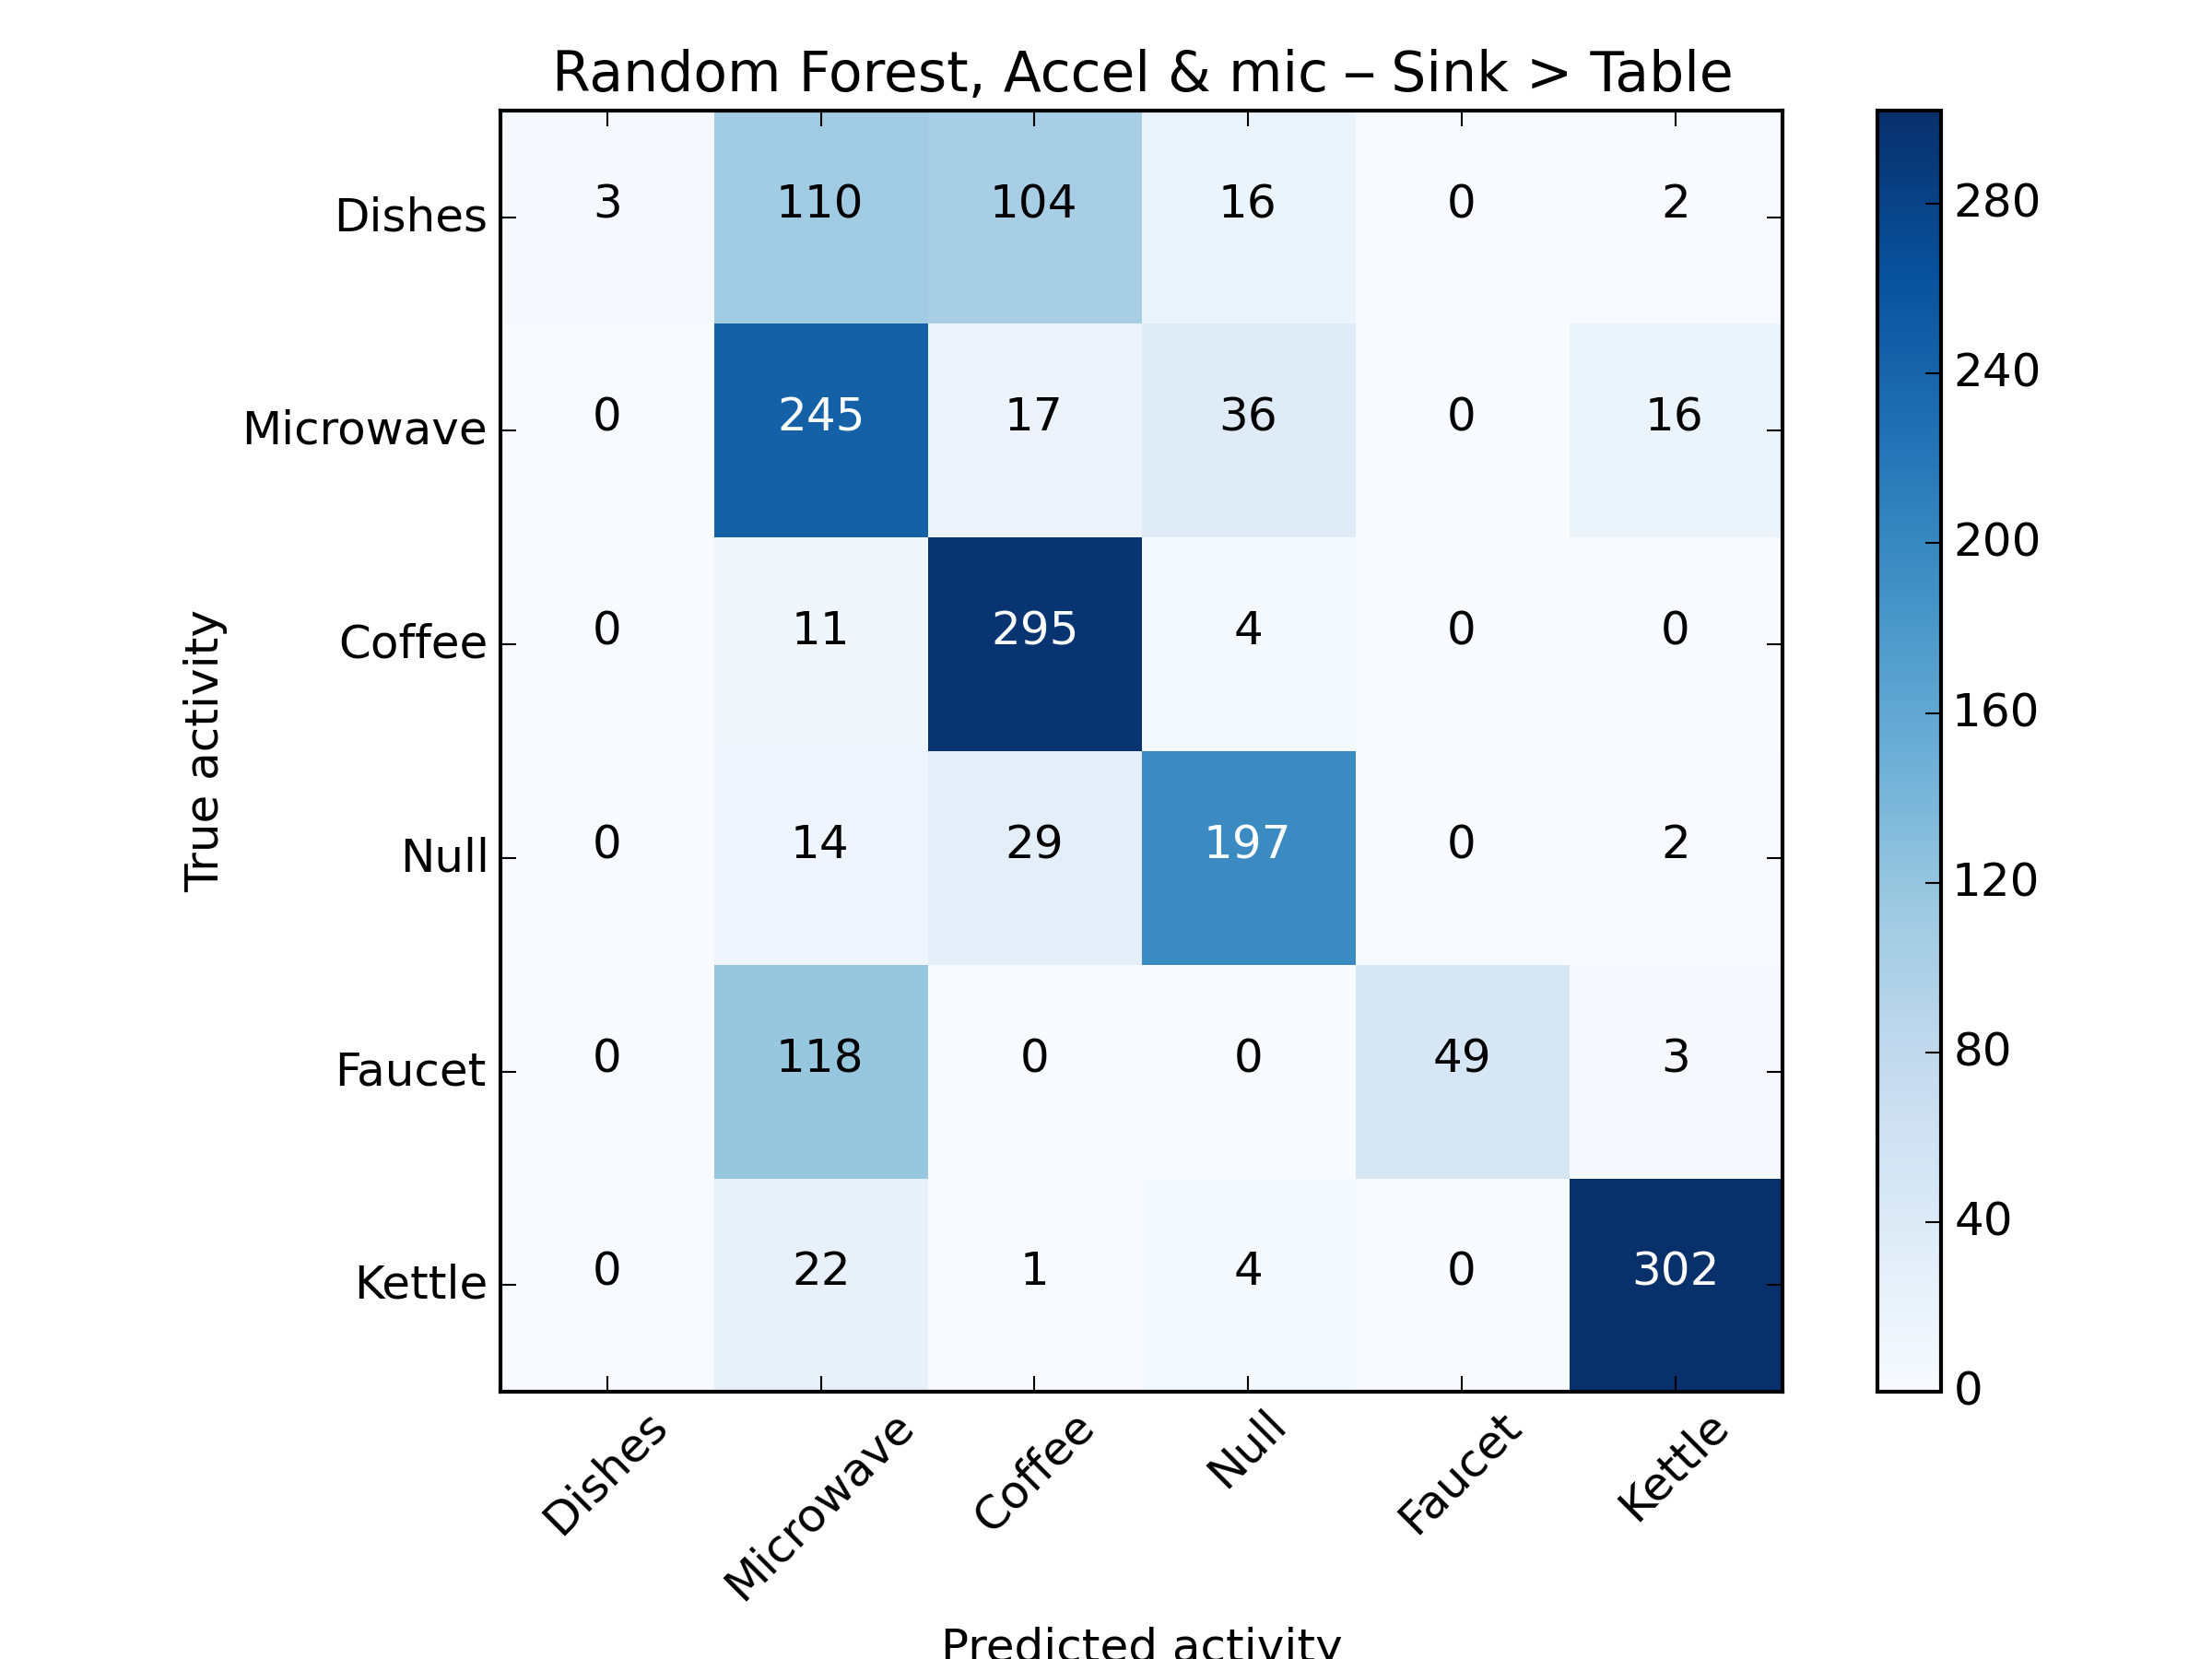 Random Forest, Accel & mic – Sink > Table
Dishes 3 110 104 16 0 2
Microwave 0 245 17 36 0 16
Coffee 0 11 295 4 0 0
Null 0 14 29 197 0 2
Faucet 0 118 0 0 49 3
Kettle 0 22 1 4 0 302
True activity
Dishes Microwave Coffee Null Faucet Kettle
Predicted activity
280
240
200
160
120
80
40
0